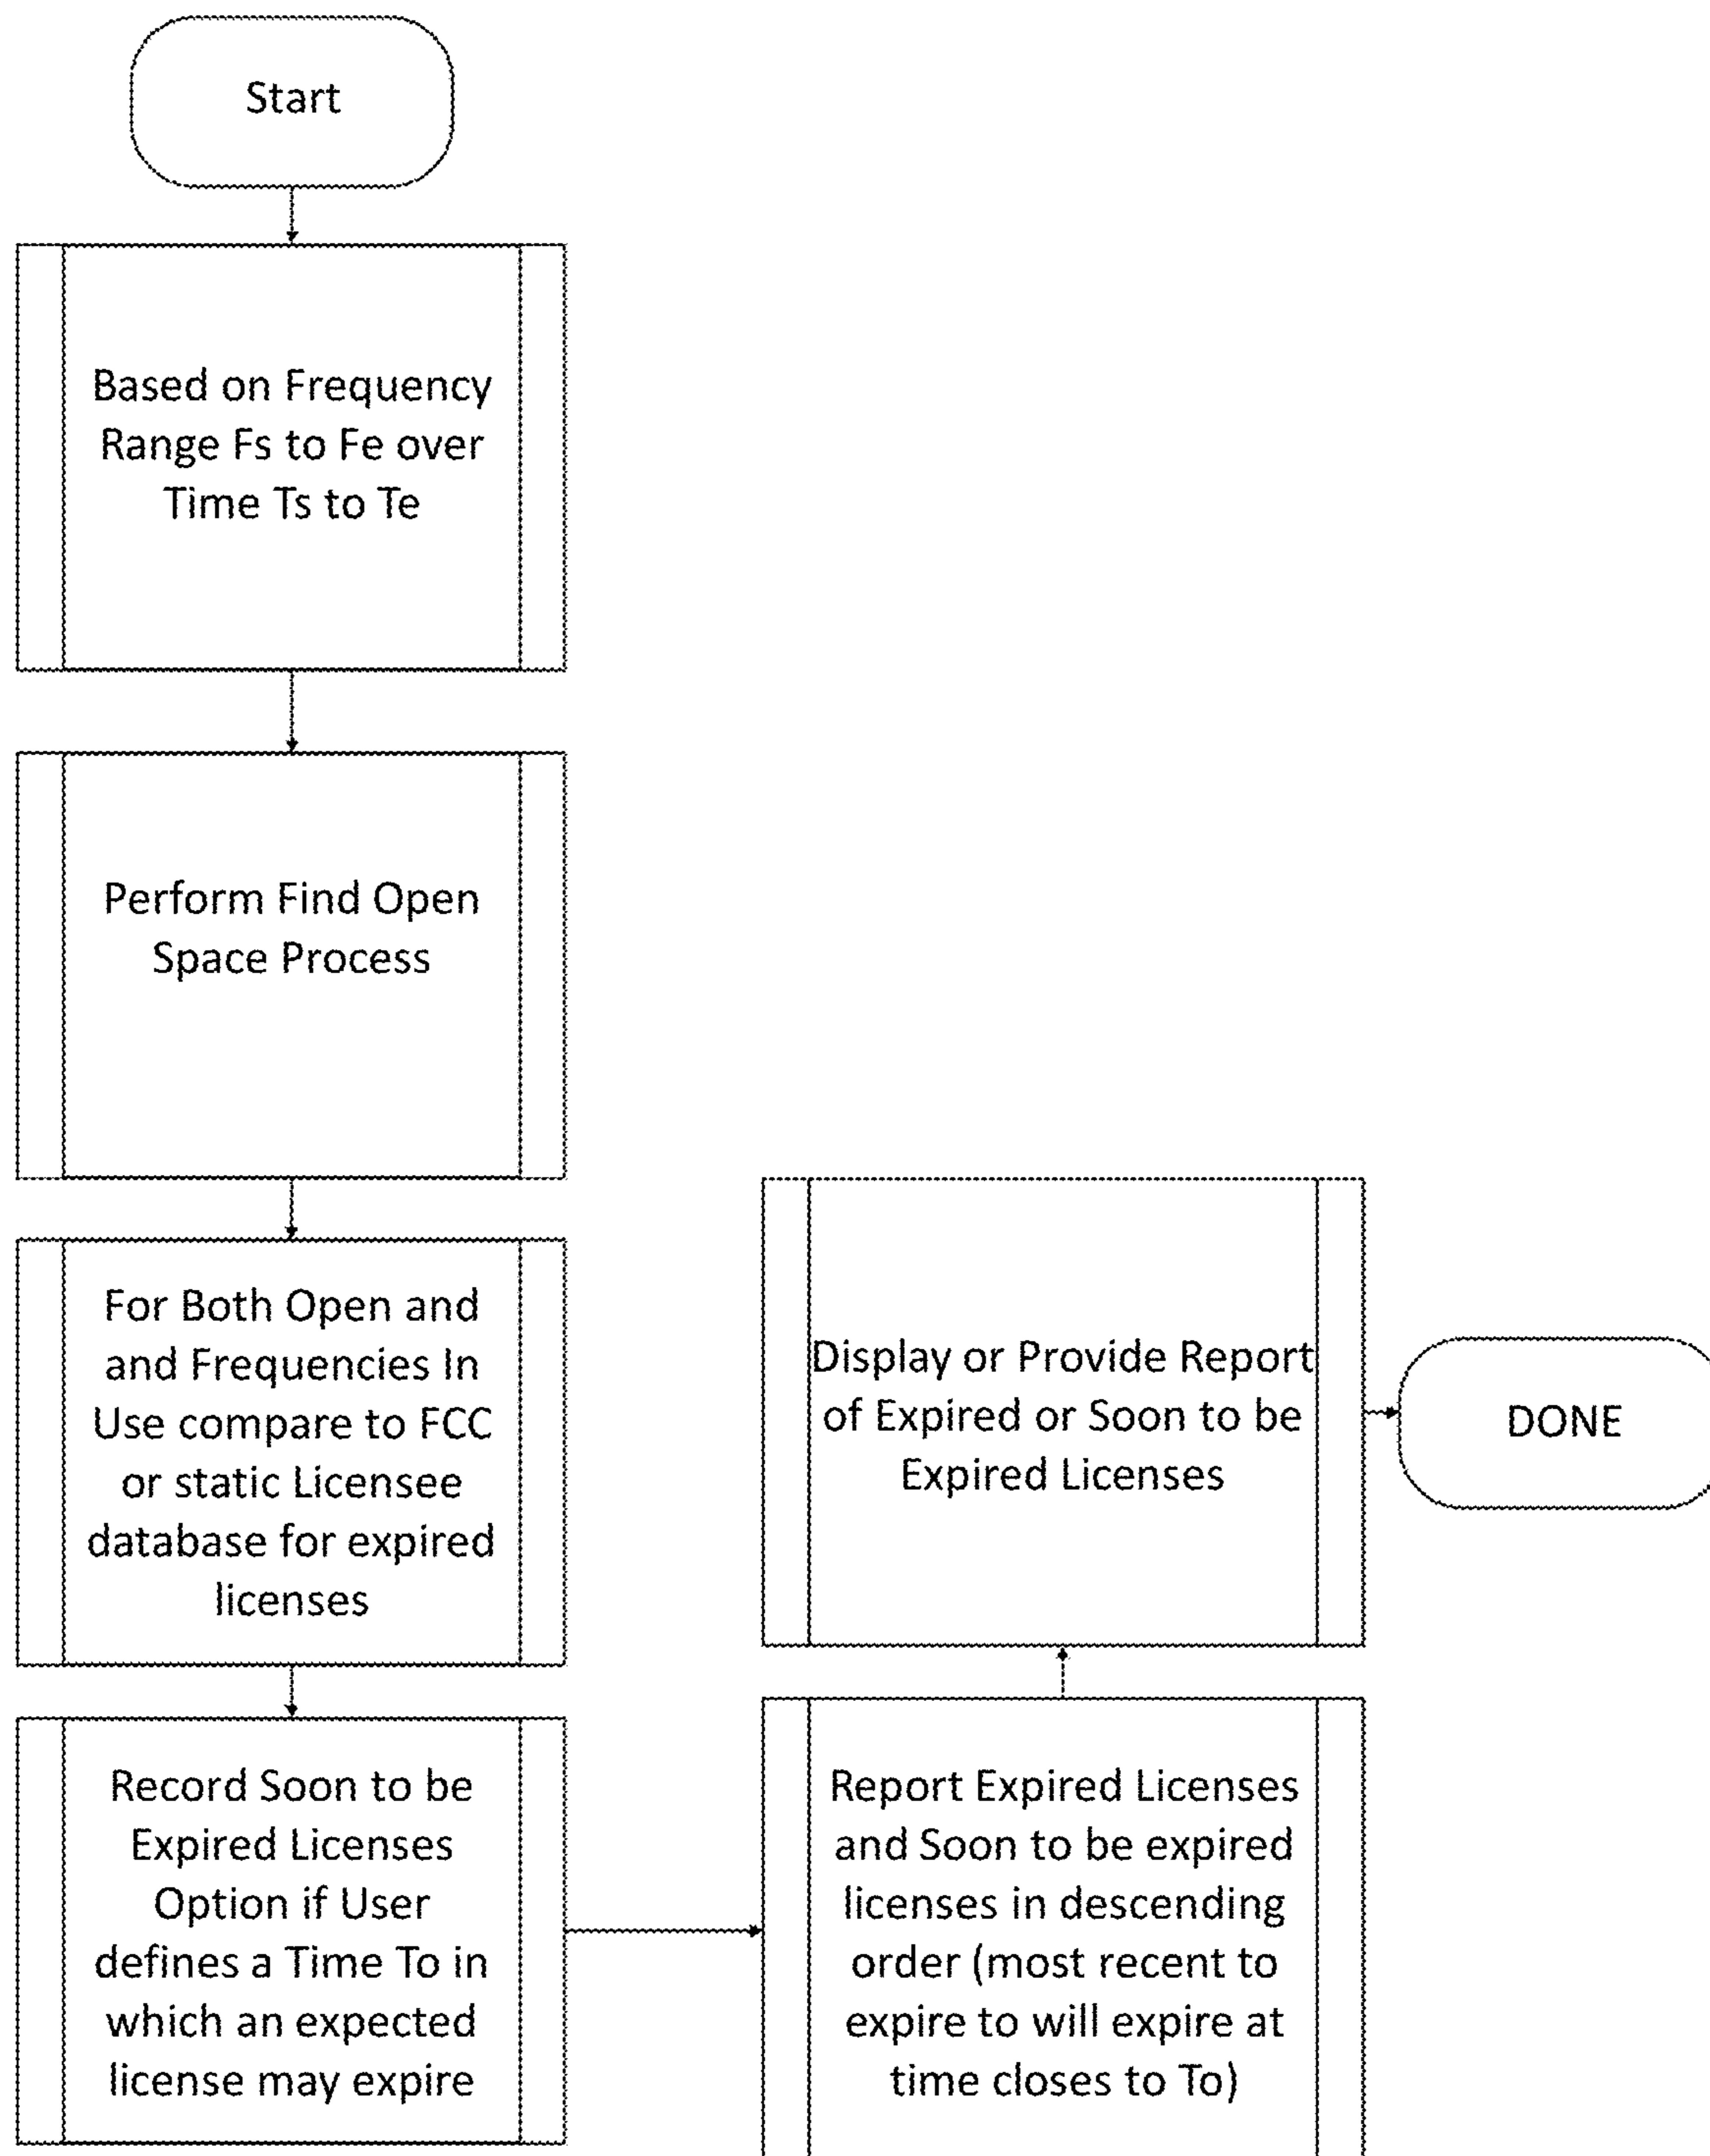 Start
Based on Frequency
Range Fs to Fe over
Time Ts to Te
Perform Find Open
Space Process
For Both Open and
and Frequencies In
Use compare to FCC
or static Licensee
database for expired
licenses
Record Soon to be
Expired Licenses
Option if User
defines a Time To in
which an expected
license may expire
Report Expired Licenses
and Soon to be expired
licenses in descending
order (most recent to
expire to will expire at
time closes to To)
Display or Provide Report
of Expired or Soon to be
Expired Licenses
DONE